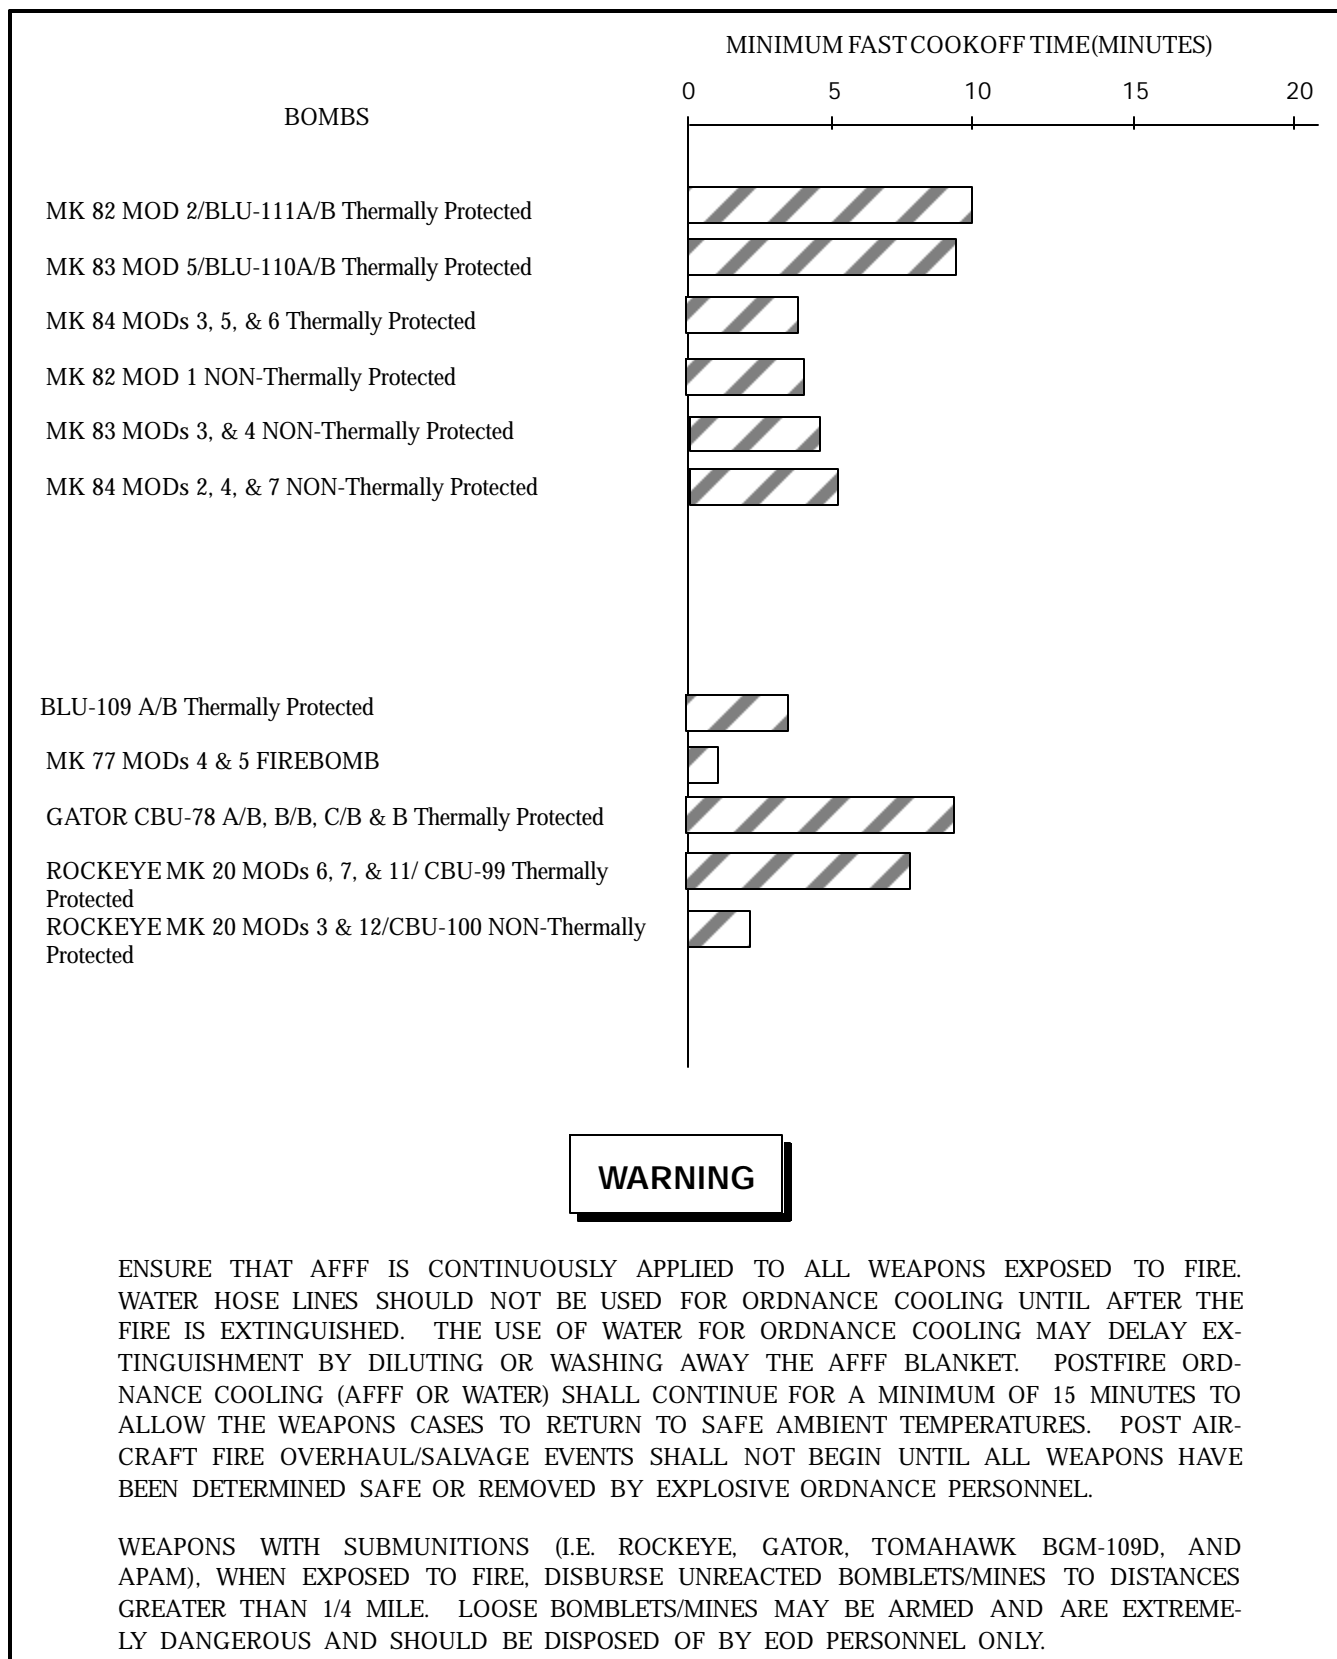 MINIMUM FAST COOKOFF TIME(MINUTES)
0 5 10 15 20
BOMBS
MK 82 MOD 2/BLU-111A/B Thermally Protected
MK 83 MOD 5/BLU-110A/B Thermally Protected
MK 84 MODs 3, 5, & 6 Thermally Protected
MK 82 MOD 1 NON-Thermally Protected
MK 83 MODs 3, & 4 NON-Thermally Protected
MK 84 MODs 2, 4, & 7 NON-Thermally Protected
BLU-109 A/B Thermally Protected
MK 77 MODs 4 & 5 FIREBOMB
GATOR CBU-78 A/B, B/B, C/B & B Thermally Protected
ROCKEYE MK 20 MODs 6, 7, & 11/ CBU-99 Thermally
Protected
ROCKEYE MK 20 MODs 3 & 12/CBU-100 NON-Thermally
Protected
WARNING
ENSURE THAT AFFF IS CONTINUOUSLY APPLIED TO ALL WEAPONS EXPOSED TO FIRE.
WATER HOSE LINES SHOULD NOT BE USED FOR ORDNANCE COOLING UNTIL AFTER THE
FIRE IS EXTINGUISHED. THE USE OF WATER FOR ORDNANCE COOLING MAY DELAY EX-
TINGUISHMENT BY DILUTING OR WASHING AWAY THE AFFF BLANKET. POSTFIRE ORD-
NANCE COOLING (AFFF OR WATER) SHALL CONTINUE FOR A MINIMUM OF 15 MINUTES TO
ALLOW THE WEAPONS CASES TO RETURN TO SAFE AMBIENT TEMPERATURES. POST AIR-
CRAFT FIRE OVERHAUL/SALVAGE EVENTS SHALL NOT BEGIN UNTIL ALL WEAPONS HAVE
BEEN DETERMINED SAFE OR REMOVED BY EXPLOSIVE ORDNANCE PERSONNEL.
WEAPONS WITH SUBMUNITIONS (I.E. ROCKEYE, GATOR, TOMAHAWK BGM-109D, AND
APAM), WHEN EXPOSED TO FIRE, DISBURSE UNREACTED BOMBLETS/MINES TO DISTANCES
GREATER THAN 1/4 MILE. LOOSE BOMBLETS/MINES MAY BE ARMED AND ARE EXTREME-
LY DANGEROUS AND SHOULD BE DISPOSED OF BY EOD PERSONNEL ONLY.